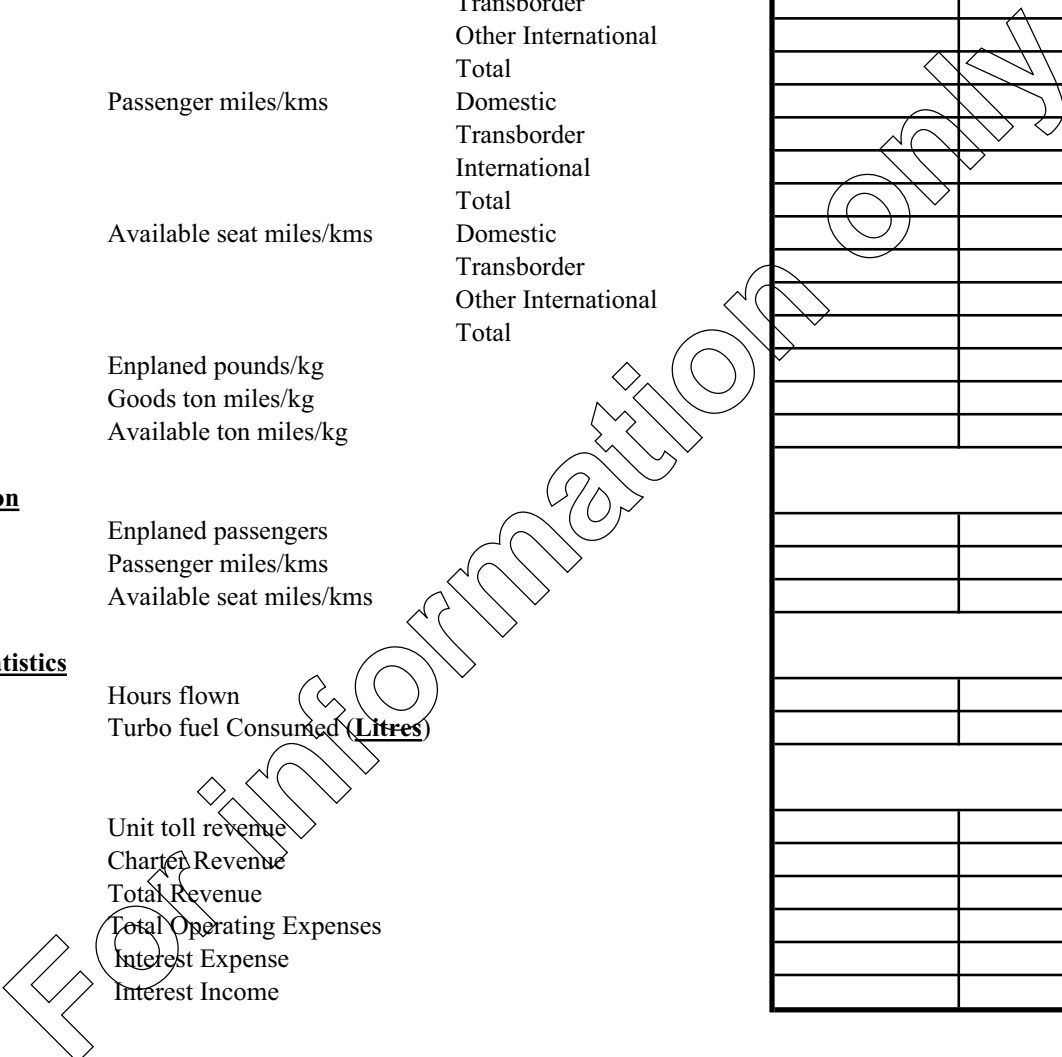 Transborder
Other International
Total
Passenger miles/kms Domestic
Transborder
International
Total
Available seat miles/kms Domestic
Transborder
Other International
Total
Enplaned pounds/kg
Goods ton miles/kg
Available ton miles/kg
on
Enplaned passengers
Passenger miles/kms
Available seat miles/kms
atistics
Hours flown
Turbo fuel Consumed (Litres)
Unit toll revenue
Charter Revenue
Total Revenue
Total Operating Expenses
Interest Expense
Interest Income
For information only